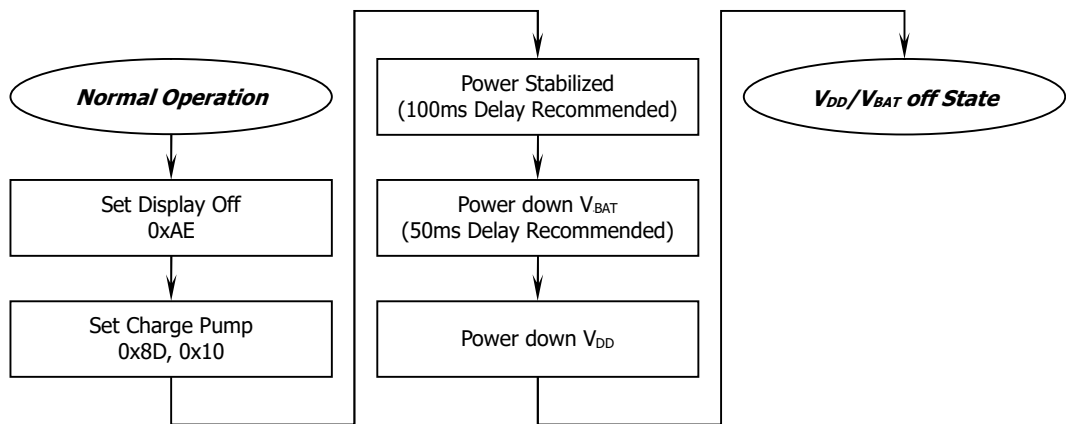 Normal Operation
Set Display Off
0xAE
Set Charge Pump
0x8D, 0x10
Power Stabilized
(100ms Delay Recommended)
Power down VBAT
(50ms Delay Recommended)
Power down VDD
VDD/VBAT off State